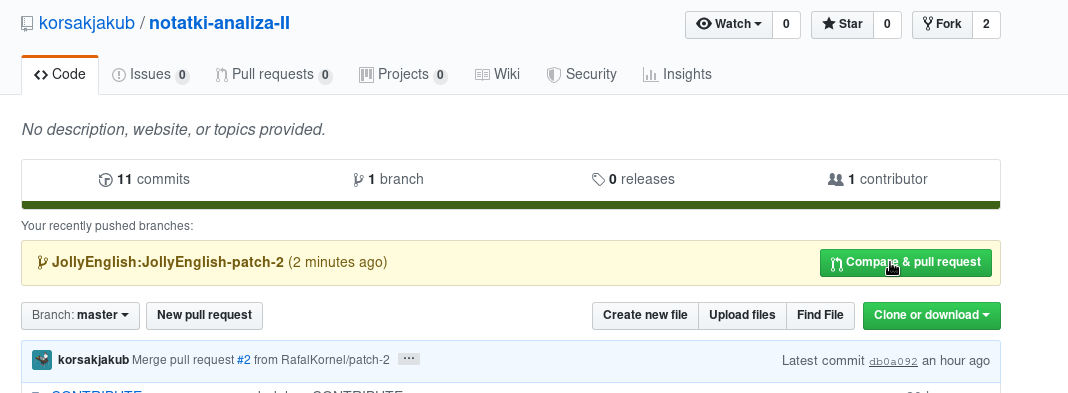 korsakjakub / notatki-analiza-II Watch 0 Star 0 Fork 2
Code Issues 0 Pull requests 0 Projects 0 Wiki Security Insights
No description, website, or topics provided.
11 commits 1 branch 0 releases 1 contributor
Your recently pushed branches:
JollyEnglish:JollyEnglish-patch-2 (2 minutes ago) Compare & pull request
Branch: master New pull request Create new file Upload files Find File Clone or download
korsakjakub Merge pull request #2 from RafalKornel/patch-2 ... Latest commit db0a092 an hour ago
CONTRIBUTE CONTRIBUTE